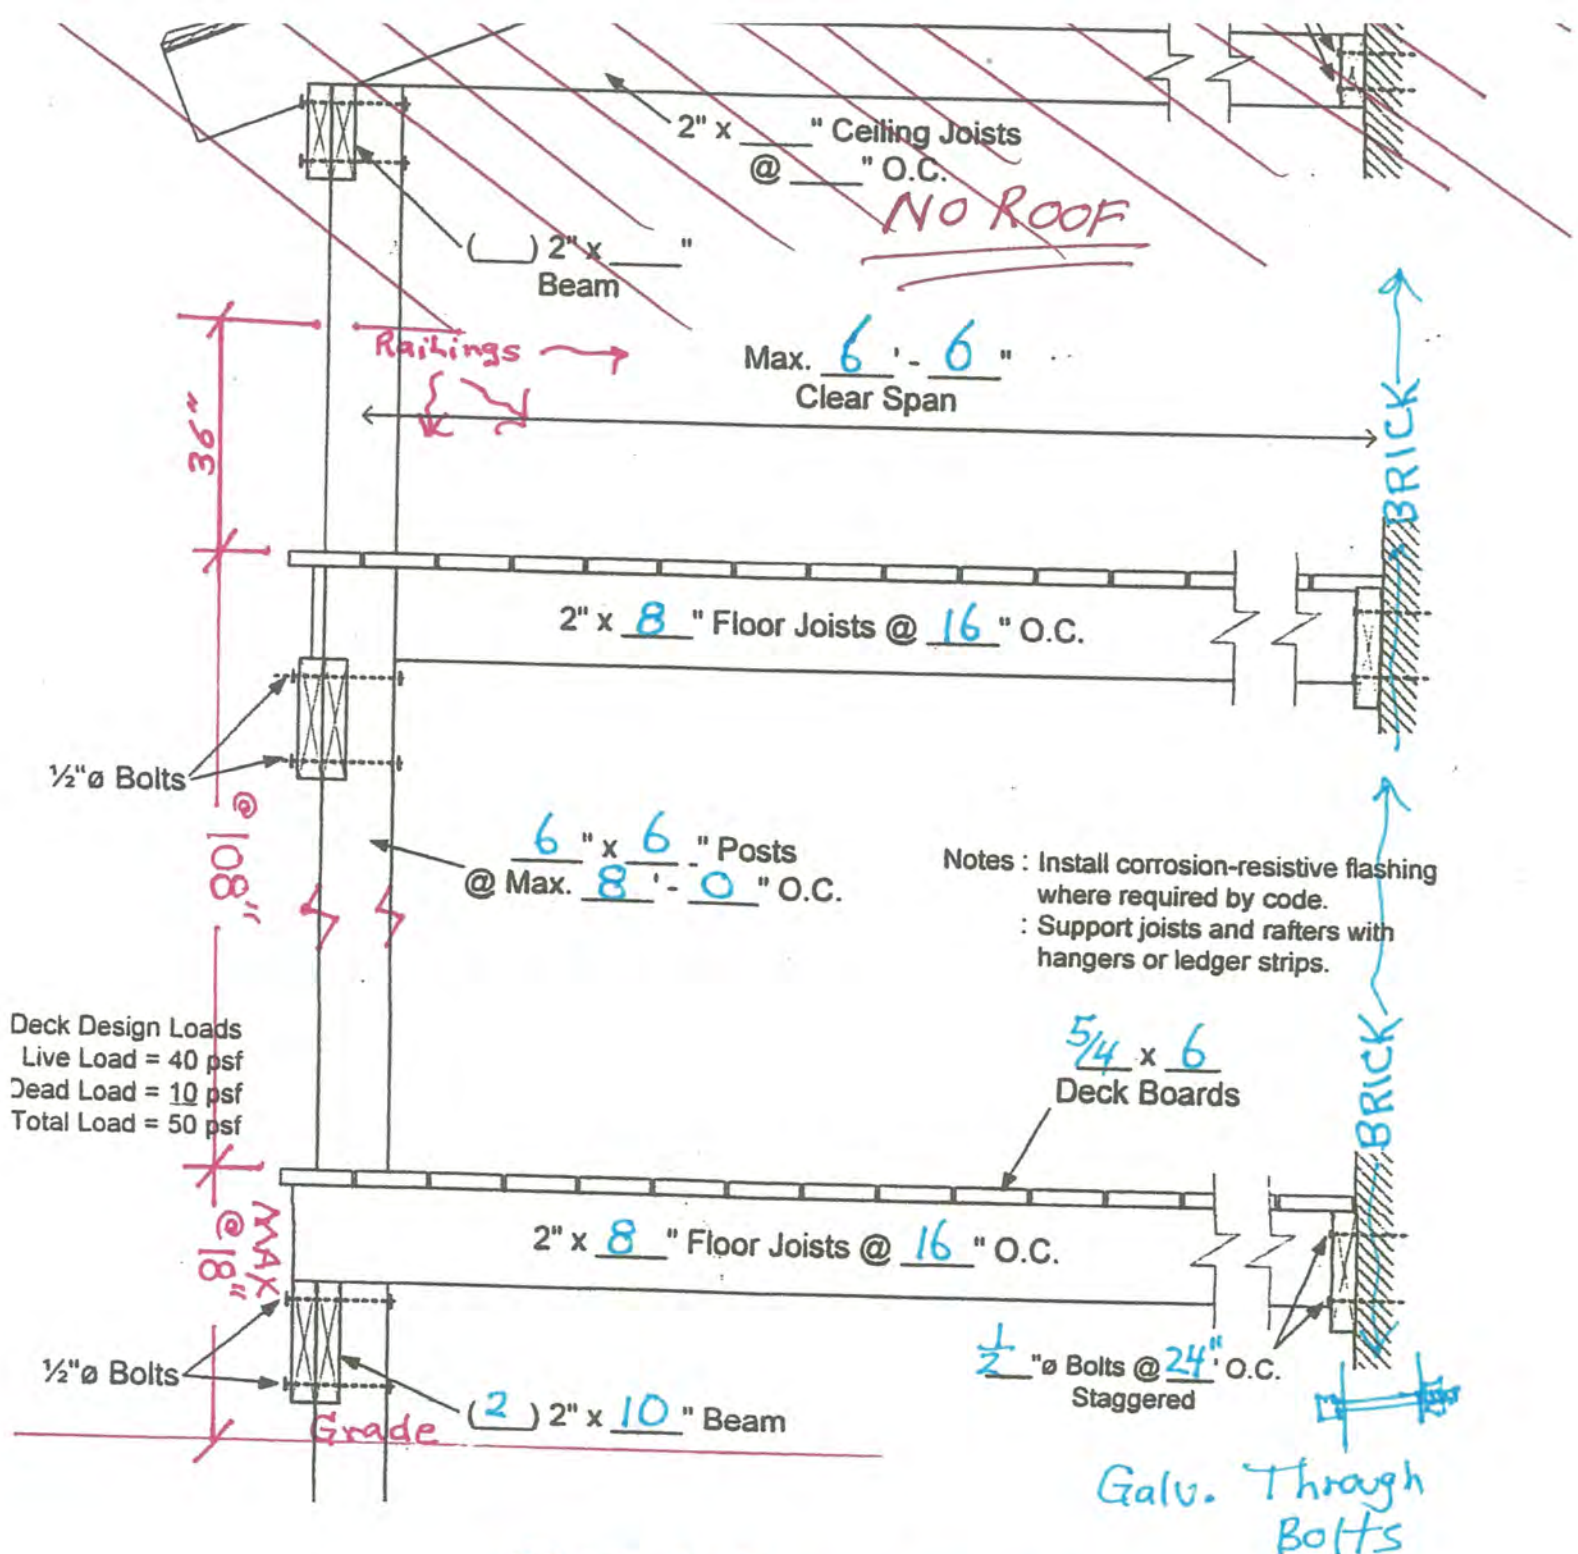 2" x ____ " Ceiling Joists
@ ____ " O.C.
NO ROOF
(___) 2" x ____ "
Beam
Railings
Max. 6 ' - 6 "
Clear Span
36"
BRICK
2" x 8 " Floor Joists @ 16 " O.C.
½"ø Bolts
6 " x 6 " Posts
@ Max. 8 ' - 0 " O.C.
108" @
Notes : Install corrosion-resistive flashing
where required by code.
: Support joists and rafters with
hangers or ledger strips.
Deck Design Loads
Live Load = 40 psf
Dead Load = 10 psf
Total Load = 50 psf
5/4 x 6
Deck Boards
BRICK
2" x 8 " Floor Joists @ 16 " O.C.
18" @
MAX
½"ø Bolts
(2) 2" x 10 " Beam
Grade
1/2 "ø Bolts @ 24" ' O.C.
Staggered
Galv. Through
Bolts